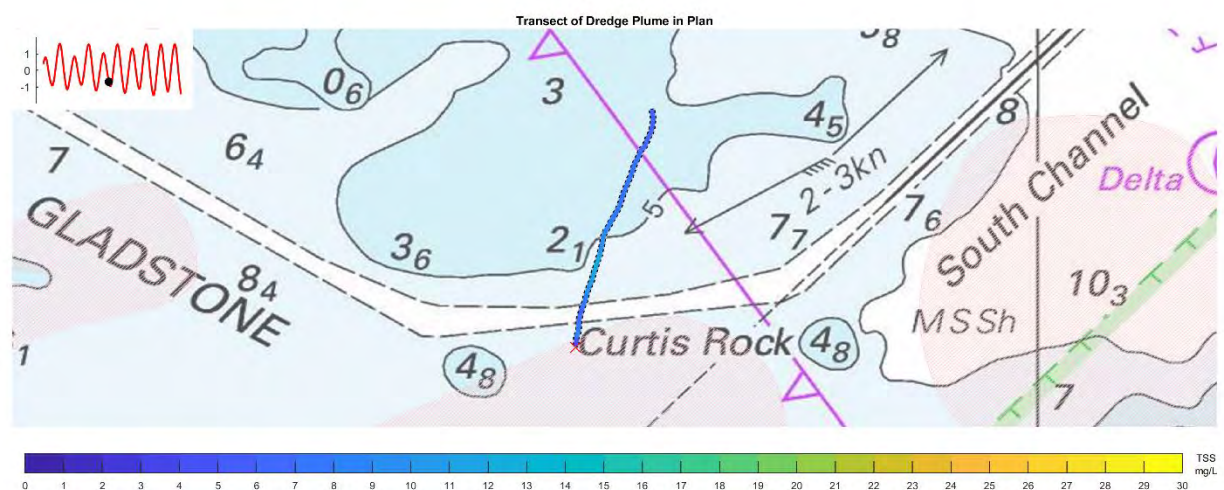 Transect of Dredge Plume in Plan
1
0
-1
0₆
3
8
4₅
8
6₄
7
2-3kn
South Channel
Delta
GLADSTONE
5
7₆
7₇
2₁
3₆
8₄
10₃
MSSh
Curtis Rock
4₈
4₈
1
7
0 1 2 3 4 5 6 7 8 9 10 11 12 13 14 15 16 17 18 19 20 21 22 23 24 25 26 27 28 29 30
TSS
mg/L